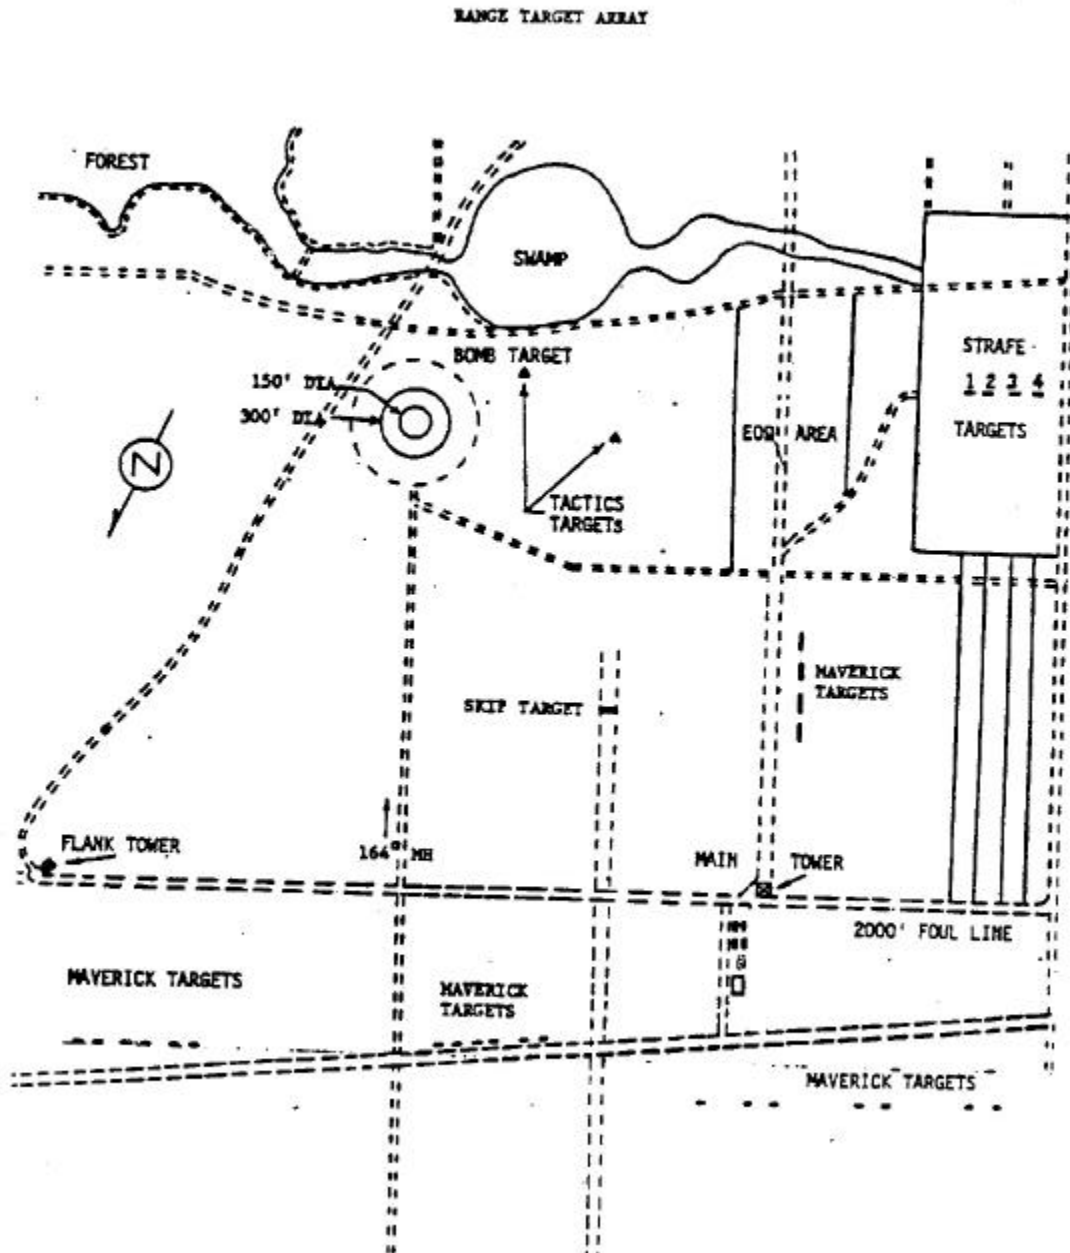 RANGE TARGET ARRAY
FOREST
SWAMP
BOMB TARGET
150' DIA
300' DIA
STRAFE
1 2 3 4
TARGETS
EOD AREA
N
TACTICS
TARGETS
MAVERICK
TARGETS
SKIP TARGET
FLANK TOWER
164° MH
MAIN TOWER
2000' FOUL LINE
MAVERICK TARGETS
MAVERICK
TARGETS
MAVERICK TARGETS